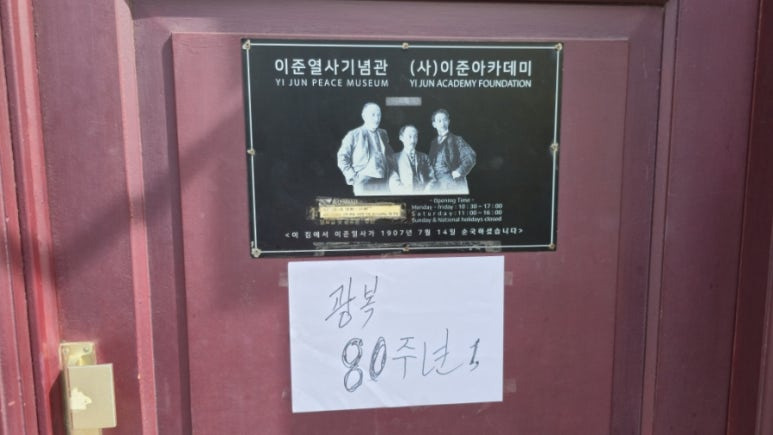 이준열사기념관 (사)이준아카데미
YI JUN PEACE MUSEUM YI JUN ACADEMY FOUNDATION
- Opening Time -
Monday - friday : 10 : 30 ~ 17 : 00
Saturday : 11 : 00 ~ 16 : 00
Sunday & National holidays closed
<이 집에서 이준열사가 1907년 7월 14일 순국하셨습니다>
광복
80주년